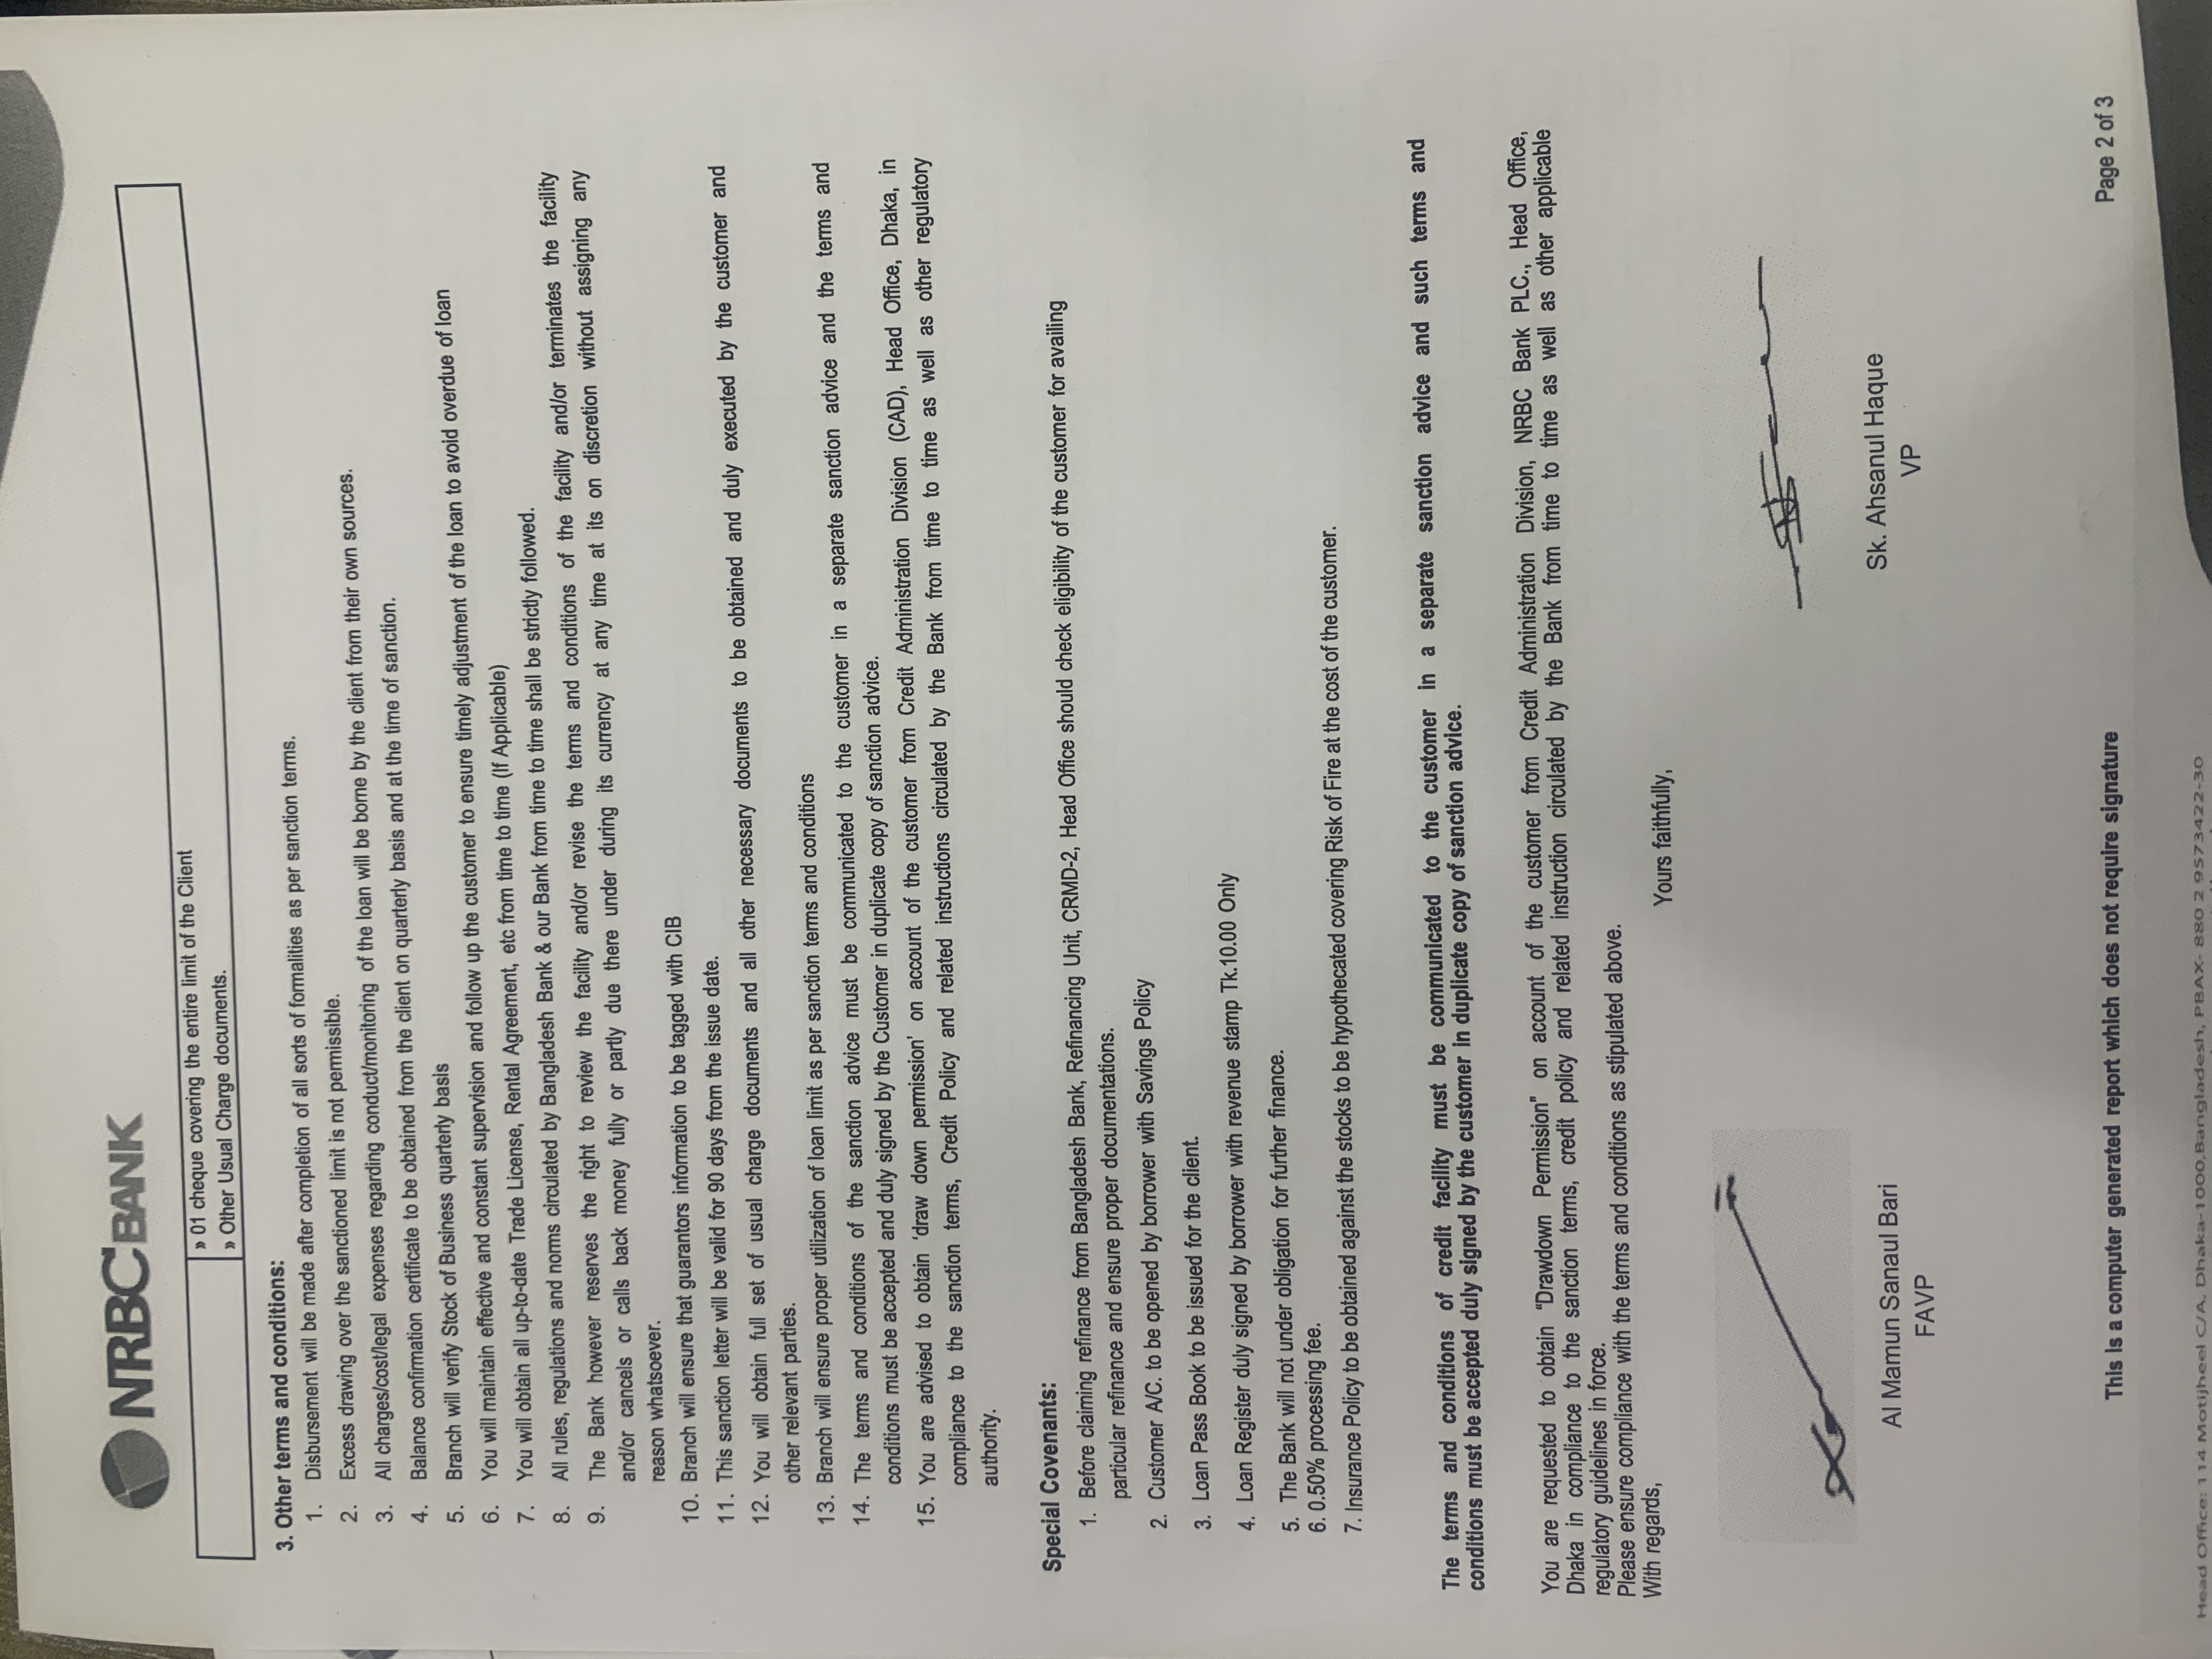 NRBC BANK
» 01 cheque covering the entire limit of the Client
» Other Usual Charge documents.
3. Other terms and conditions:
1. Disbursement will be made after completion of all sorts of formalities as per sanction terms.
2. Excess drawing over the sanctioned limit is not permissible.
3. All charges/cost/legal expenses regarding conduct/monitoring of the loan will be borne by the client from their own sources.
4. Balance confirmation certificate to be obtained from the client on quarterly basis and at the time of sanction.
5. Branch will verify Stock of Business quarterly basis
6. You will maintain effective and constant supervision and follow up the customer to ensure timely adjustment of the loan to avoid overdue of loan
7. You will obtain all up-to-date Trade License, Rental Agreement, etc from time to time (If Applicable)
8. All rules, regulations and norms circulated by Bangladesh Bank & our Bank from time to time shall be strictly followed.
9. The Bank however reserves the right to review the facility and/or revise the terms and conditions of the facility and/or terminates the facility
and/or cancels or calls back money fully or partly due there under during its currency at any time at its on discretion without assigning any
reason whatsoever.
10. Branch will ensure that guarantors information to be tagged with CIB
11. This sanction letter will be valid for 90 days from the issue date.
12. You will obtain full set of usual charge documents and all other necessary documents to be obtained and duly executed by the customer and
other relevant parties.
13. Branch will ensure proper utilization of loan limit as per sanction terms and conditions
14. The terms and conditions of the sanction advice must be communicated to the customer in a separate sanction advice and the terms and
conditions must be accepted and duly signed by the Customer in duplicate copy of sanction advice.
15. You are advised to obtain ‘draw down permission’ on account of the customer from Credit Administration Division (CAD), Head Office, Dhaka, in
compliance to the sanction terms, Credit Policy and related instructions circulated by the Bank from time to time as well as other regulatory
authority.
Special Covenants:
1. Before claiming refinance from Bangladesh Bank, Refinancing Unit, CRMD-2, Head Office should check eligibility of the customer for availing
particular refinance and ensure proper documentations.
2. Customer A/C. to be opened by borrower with Savings Policy
3. Loan Pass Book to be issued for the client.
4. Loan Register duly signed by borrower with revenue stamp Tk.10.00 Only
5. The Bank will not under obligation for further finance.
6. 0.50% processing fee.
7. Insurance Policy to be obtained against the stocks to be hypothecated covering Risk of Fire at the cost of the customer.
The terms and conditions of credit facility must be communicated to the customer in a separate sanction advice and such terms and
conditions must be accepted duly signed by the customer in duplicate copy of sanction advice.
You are requested to obtain “Drawdown Permission” on account of the customer from Credit Administration Division, NRBC Bank PLC., Head Office,
Dhaka in compliance to the sanction terms, credit policy and related instruction circulated by the Bank from time to time as well as other applicable
regulatory guidelines in force.
Please ensure compliance with the terms and conditions as stipulated above.
With regards,
Yours faithfully,
Al Mamun Sanaul Bari
FAVP
Sk. Ahsanul Haque
VP
This is a computer generated report which does not require signature
Page 2 of 3
Head Office: 114 Motijheel C/A, Dhaka-1000,Bangladesh, PBAX- 880 2 9573422-30